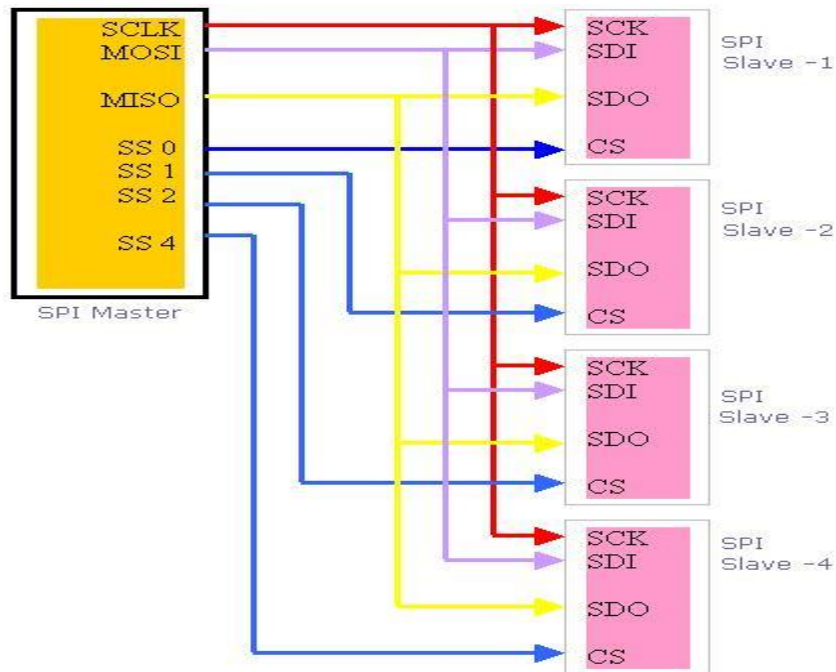 SCLK
MOSI
MISO
SS 0
SS 1
SS 2
SS 4
SPI Master
SCK
SDI
SDO
CS
SPI
Slave -1
SCK
SDI
SDO
CS
SPI
Slave -2
SCK
SDI
SDO
CS
SPI
Slave -3
SCK
SDI
SDO
CS
SPI
Slave -4